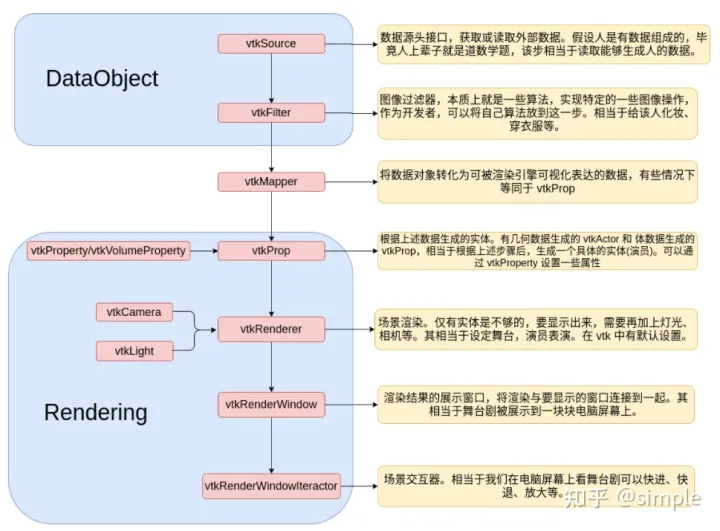 DataObject
vtkSource
数据源头接口，获取或读取外部数据。假设人是有数据组成的，毕
竟人上辈子就是道数学题，该步相当于读取能够生成人的数据。
vtkFilter
图像过滤器，本质上就是一些算法，实现特定的一些图像操作，
作为开发者，可以将自己算法放到这一步。相当于给该人化妆、
穿衣服等。
vtkMapper
将数据对象转化为可被渲染引擎可视化表达的数据，有些情况下
等同于 vtkProp
vtkProperty/vtkVolumeProperty
vtkProp
根据上述数据生成的实体。有几何数据生成的 vtkActor 和 体数据生成的
vtkProp，相当于根据上述步骤后，生成一个具体的实体(演员)。可以通
过 vtkProperty 设置一些属性
vtkCamera
vtkLight
vtkRenderer
场景渲染。仅有实体是不够的，要显示出来，需要再加上灯光、
相机等。其相当于设定舞台，演员表演。在 vtk 中有默认设置。
Rendering
vtkRenderWindow
渲染结果的展示窗口，将渲染与要显示的窗口连接到一起。其
相当于舞台剧被展示到一块块电脑屏幕上。
vtkRenderWindowIteractor
场景交互器。相当于我们在电脑屏幕上看舞台剧可以快进、快
退、放大等。
知乎 @simple